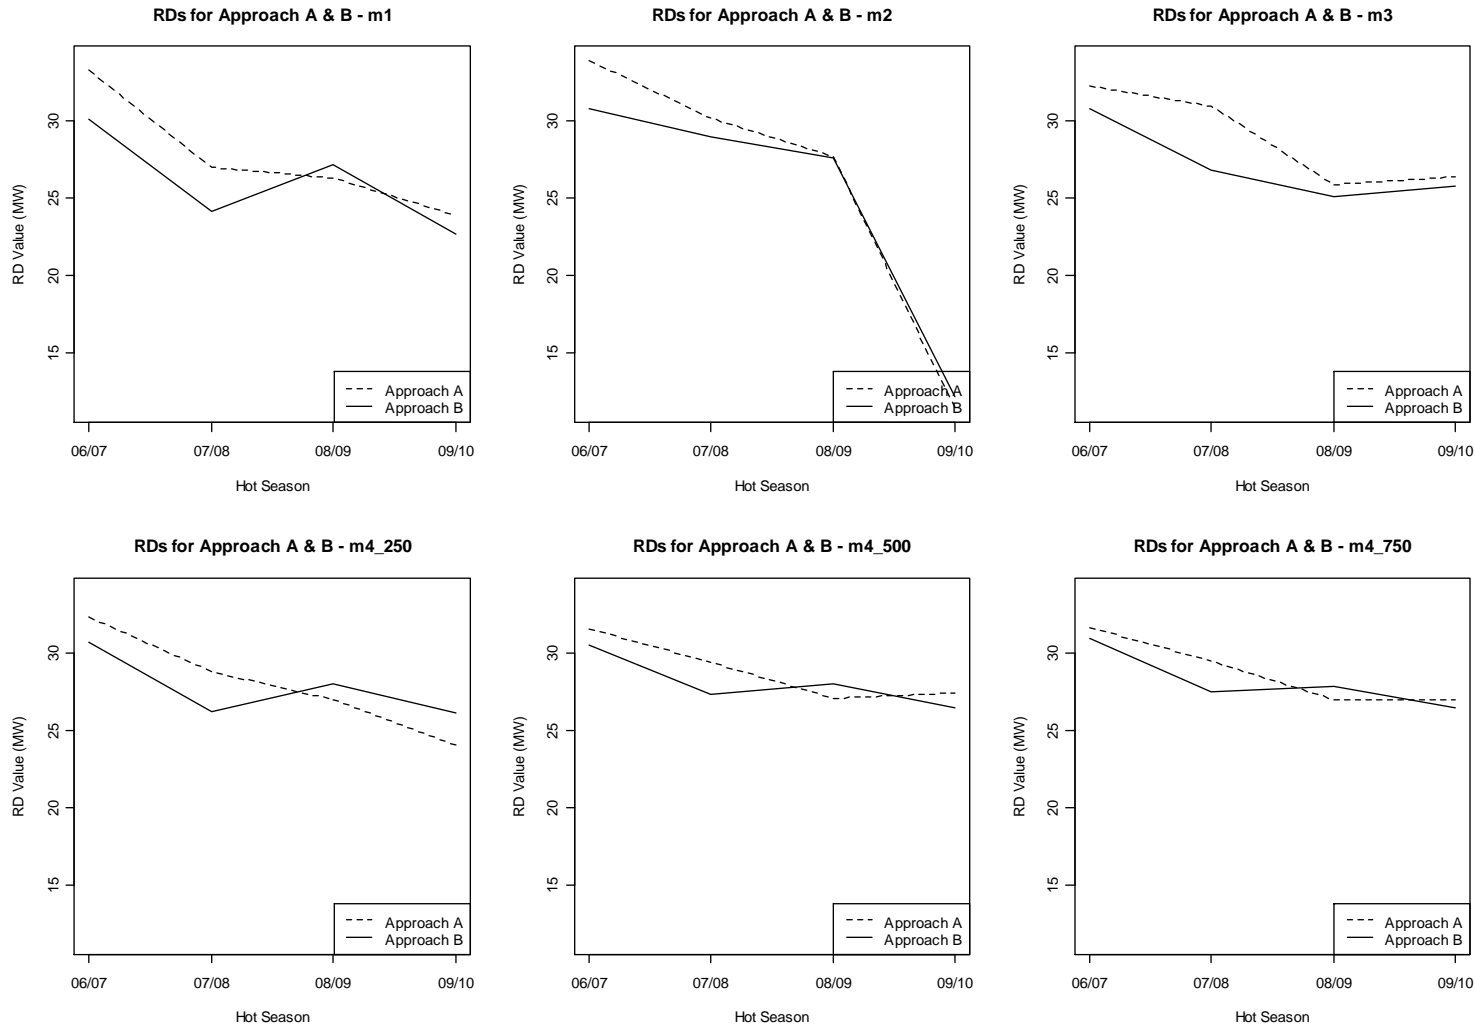 RDs for Approach A & B - m1
RD Value (MW)
30
25
20
15
Approach A
Approach B
06/07 07/08 08/09 09/10
Hot Season
RDs for Approach A & B - m2
RD Value (MW)
30
25
20
15
Approach A
Approach B
06/07 07/08 08/09 09/10
Hot Season
RDs for Approach A & B - m3
RD Value (MW)
30
25
20
15
Approach A
Approach B
06/07 07/08 08/09 09/10
Hot Season
RDs for Approach A & B - m4_250
RD Value (MW)
30
25
20
15
Approach A
Approach B
06/07 07/08 08/09 09/10
Hot Season
RDs for Approach A & B - m4_500
RD Value (MW)
30
25
20
15
Approach A
Approach B
06/07 07/08 08/09 09/10
Hot Season
RDs for Approach A & B - m4_750
RD Value (MW)
30
25
20
15
Approach A
Approach B
06/07 07/08 08/09 09/10
Hot Season